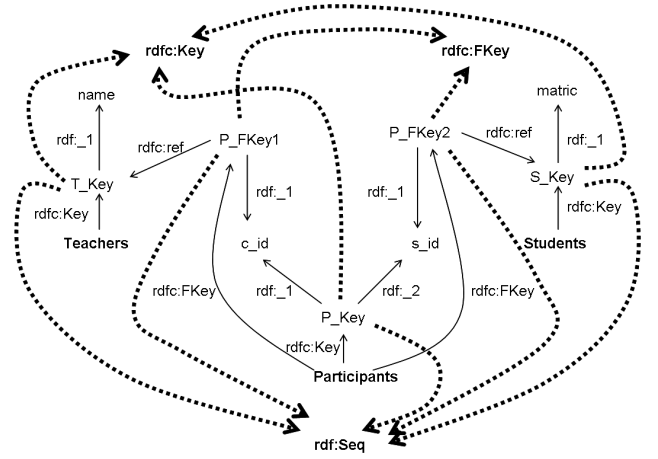 rdfc:Key
rdfc:FKey
name
matric
rdf:_1
rdfc:ref
P_FKey1
P_FKey2
rdfc:ref
rdf:_1
T_Key
rdf:_1
rdf:_1
S_Key
rdfc:Key
rdfc:Key
Teachers
c_id
s_id
Students
rdfc:FKey
rdf:_1
rdf:_2
rdfc:FKey
P_Key
rdfc:Key
Participants
rdf:Seq